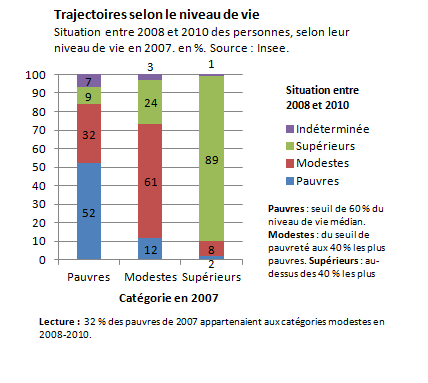 Trajectoires selon le niveau de vie
Situation entre 2008 et 2010 des personnes, selon leur
niveau de vie en 2007. en %. Source : Insee.
100
90
80
70
60
50
40
30
20
10
0
7
9
32
52
3
24
61
12
1
89
8
2
Pauvres
Modestes
Supérieurs
Catégorie en 2007
Situation entre
2008 et 2010
Indéterminée
Supérieurs
Modestes
Pauvres
Pauvres : seuil de 60 % du
niveau de vie médian.
Modestes : du seuil de
pauvreté aux 40 % les plus
pauvres. Supérieurs : au-
dessus des 40 % les plus
Lecture : 32 % des pauvres de 2007 appartenaient aux catégories modestes en
2008-2010.